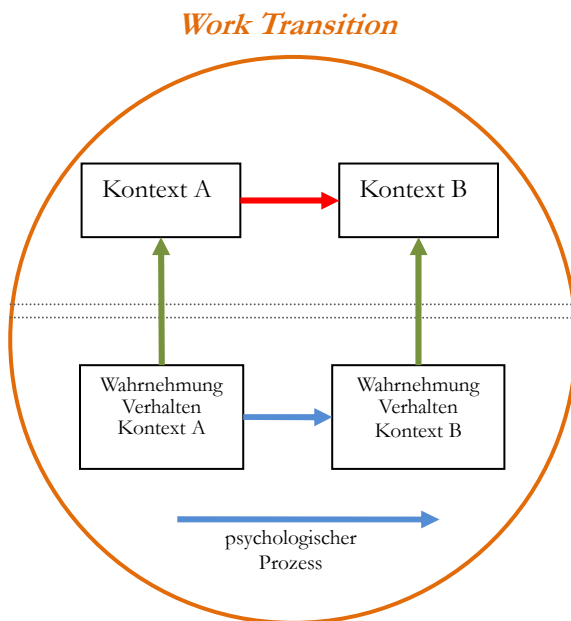 Work Transition
Kontext A
Kontext B
Wahrnehmung
Verhalten
Kontext A
Wahrnehmung
Verhalten
Kontext B
psychologischer
Prozess